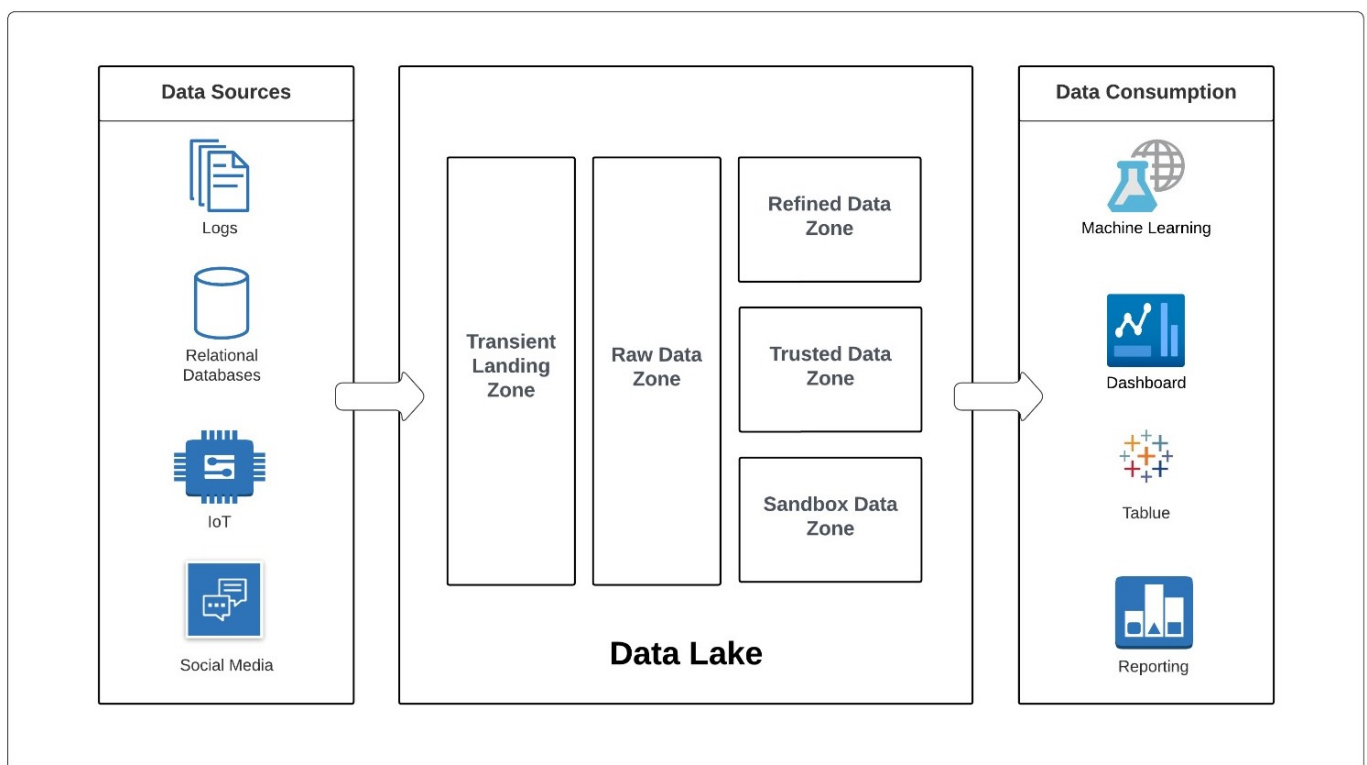 Data Sources
Logs
Relational
Databases
IoT
Social Media
Transient
Landing
Zone
Raw Data
Zone
Refined Data
Zone
Trusted Data
Zone
Sandbox Data
Zone
Data Lake
Data Consumption
Machine Learning
Dashboard
Tablue
Reporting